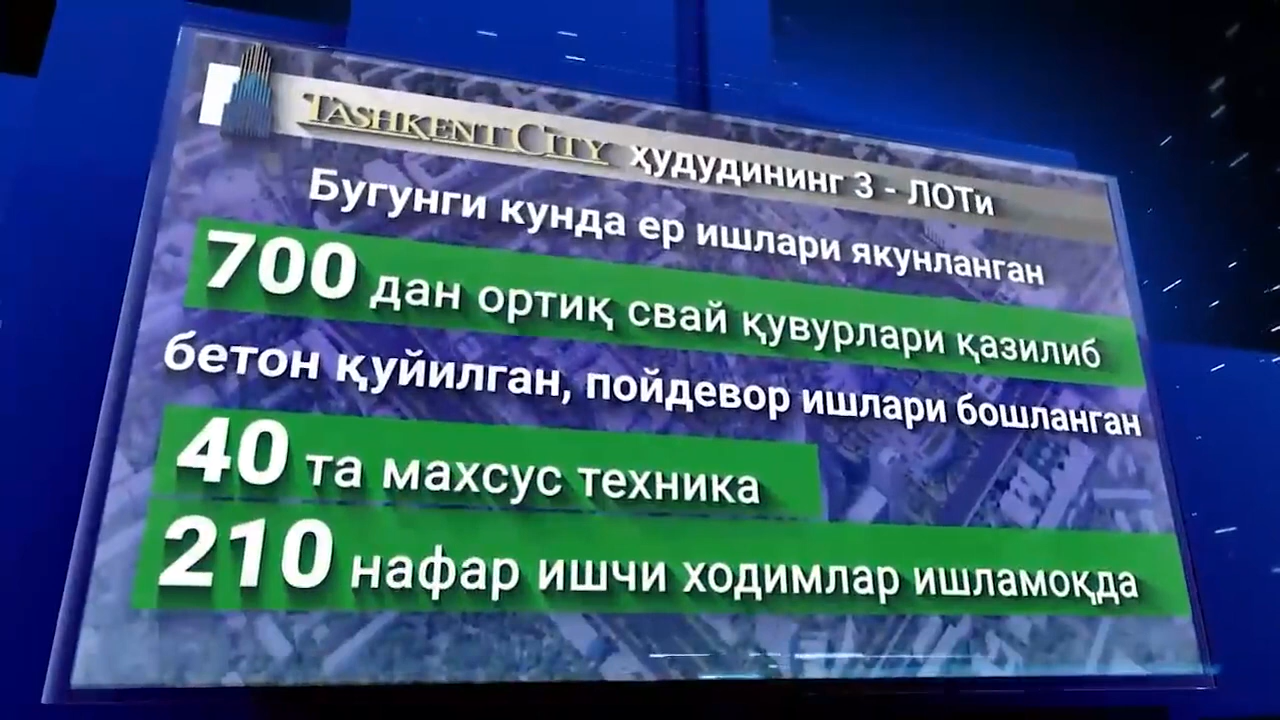 TASHKENT CITY ҳудудининг 3 - ЛОТи
Бугунги кунда ер ишлари якунланган
700 дан ортиқ свай қувурлари қазилиб
бетон қуйилган, пойдевор ишлари бошланган
40 та махсус техника
210 нафар ишчи ходимлар ишламоқда